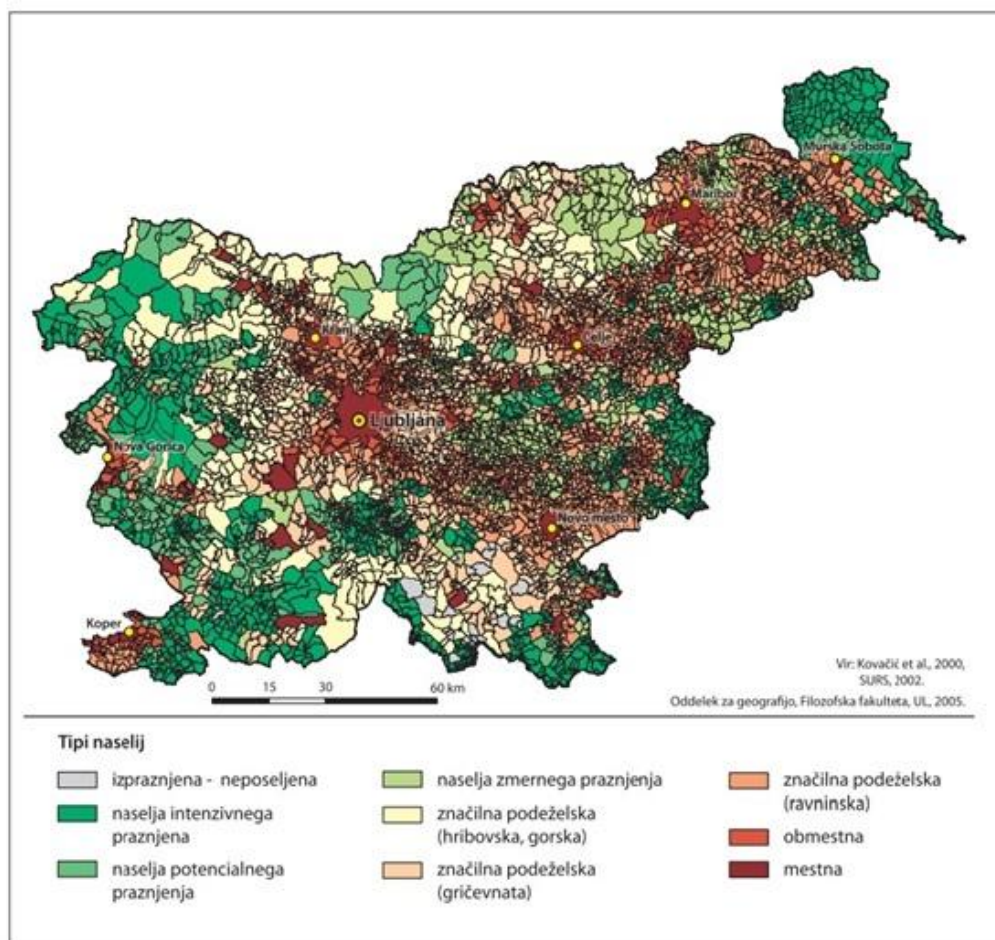 Murska Sobota
Maribor
Kranj
Celje
Ljubljana
Nova Gorica
Novo mesto
Koper
Vir: Kovačić et al., 2000,
SURS, 2002.
Oddelek za geografijo, Filozofska fakulteta, UL, 2005.
0 15 30 60 km
Tipi naselij
izpraznjena - neposeljena
naselja intenzivnega
praznjena
naselja potencialnega
praznjenja
naselja zmernega praznjenja
značilna podeželska
(hribovska, gorska)
značilna podeželska
(gričevnata)
značilna podeželska
(ravninska)
obmestna
mestna